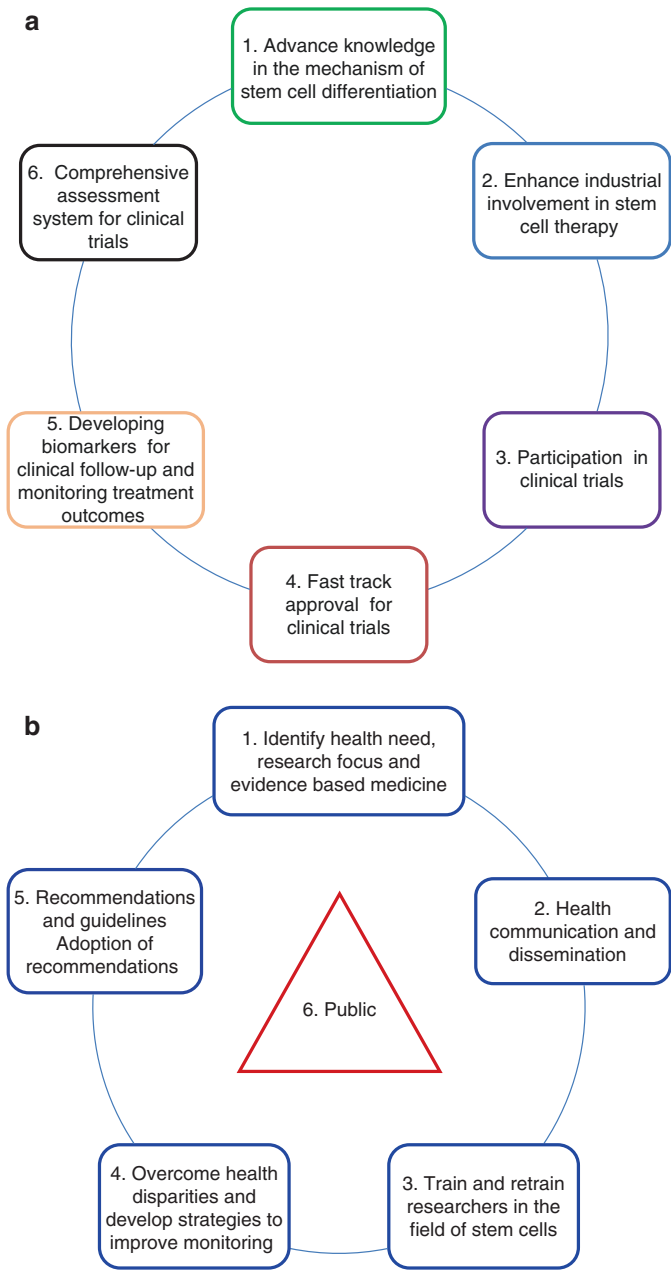 a
1. Advance knowledge
in the mechanism of
stem cell differentiation
2. Enhance industrial
involvement in stem
cell therapy
3. Participation in
clinical trials
4. Fast track
approval for
clinical trials
5. Developing
biomarkers for
clinical follow-up and
monitoring treatment
outcomes
6. Comprehensive
assessment
system for clinical
trials
b
1. Identify health need,
research focus and
evidence based medicine
2. Health
communication and
dissemination
3. Train and retrain
researchers in the
field of stem cells
4. Overcome health
disparities and
develop strategies to
improve monitoring
5. Recommendations
and guidelines
Adoption of
recommendations
6. Public